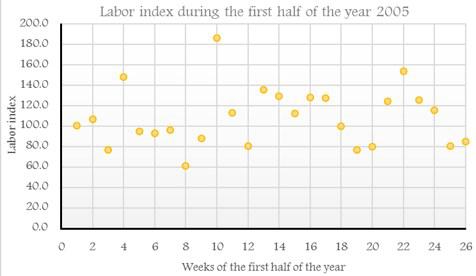 Labor index during the first half of the year 2005
200.0
180.0
160.0
140.0
120.0
100.0
80.0
60.0
40.0
20.0
0.0
Labor index
0 2 4 6 8 10 12 14 16 18 20 22 24 26
Weeks of the first half of the year